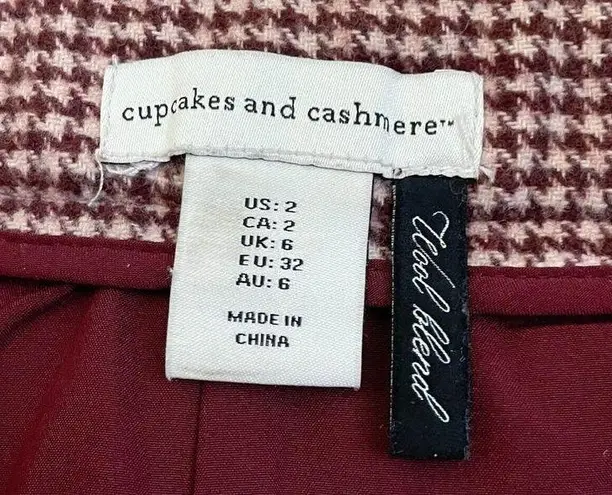 cupcakes and cashmere™
US: 2
CA: 2
UK: 6
EU: 32
AU: 6
MADE IN
CHINA
Wool blend